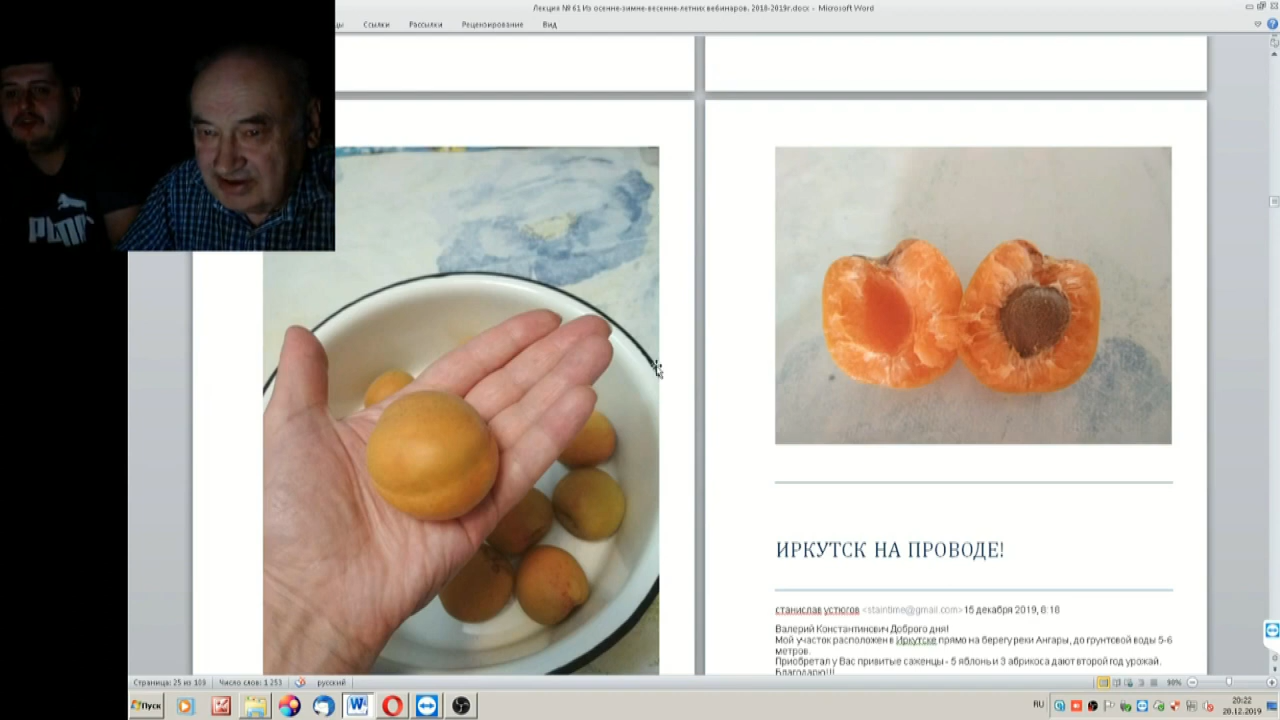 Лекция № 61 Из осенне-зимне-весенне-летних вебинаров. 2018-2019г.docx - Microsoft Word
Ссылки Рассылки Рецензирование Вид
PUMA
ИРКУТСК НА ПРОВОДЕ!
станислав устюгов <staintime@gmail.com> 15 декабря 2019, 8:18
Валерий Константинович Доброго дня!
Мой участок расположен в Иркутске прямо на берегу реки Ангары, до грунтовой воды 5-6
метров.
Приобретал у Вас привитые саженцы - 5 яблонь и 3 абрикоса дают второй год урожай.
Благодарю!!!
Страница: 25 из 103 Число слов: 1 253 русский 90%
Пуск RU 20:22
20.12.2019